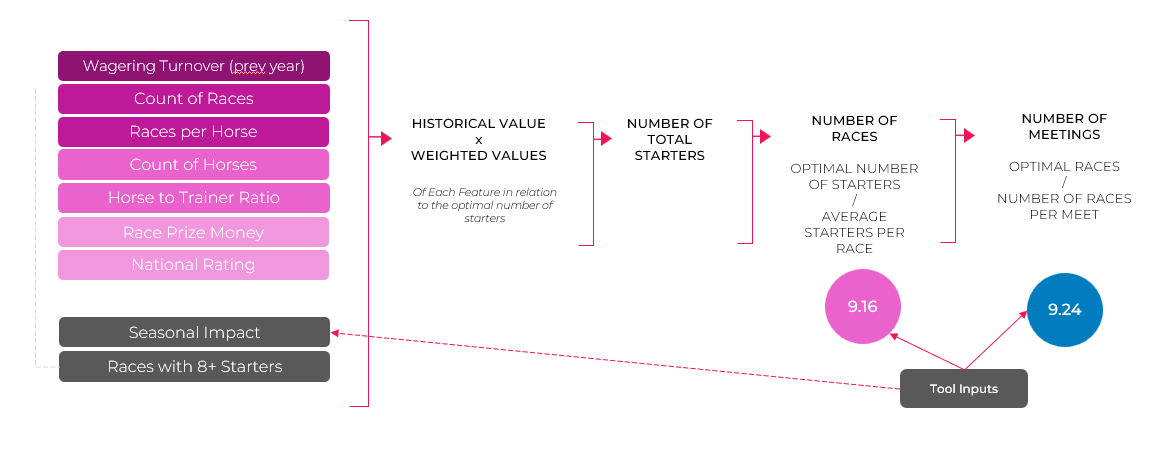 Wagering Turnover (prev year)
Count of Races
Races per Horse
Count of Horses
Horse to Trainer Ratio
Race Prize Money
National Rating
Seasonal Impact
Races with 8+ Starters
HISTORICAL VALUE
x
WEIGHTED VALUES
Of Each Feature in relation
to the optimal number of
starters
NUMBER OF
TOTAL
STARTERS
NUMBER OF
RACES
OPTIMAL NUMBER
OF STARTERS
/
AVERAGE
STARTERS PER
RACE
9.16
NUMBER OF
MEETINGS
OPTIMAL RACES
/
NUMBER OF RACES
PER MEET
9.24
Tool Inputs